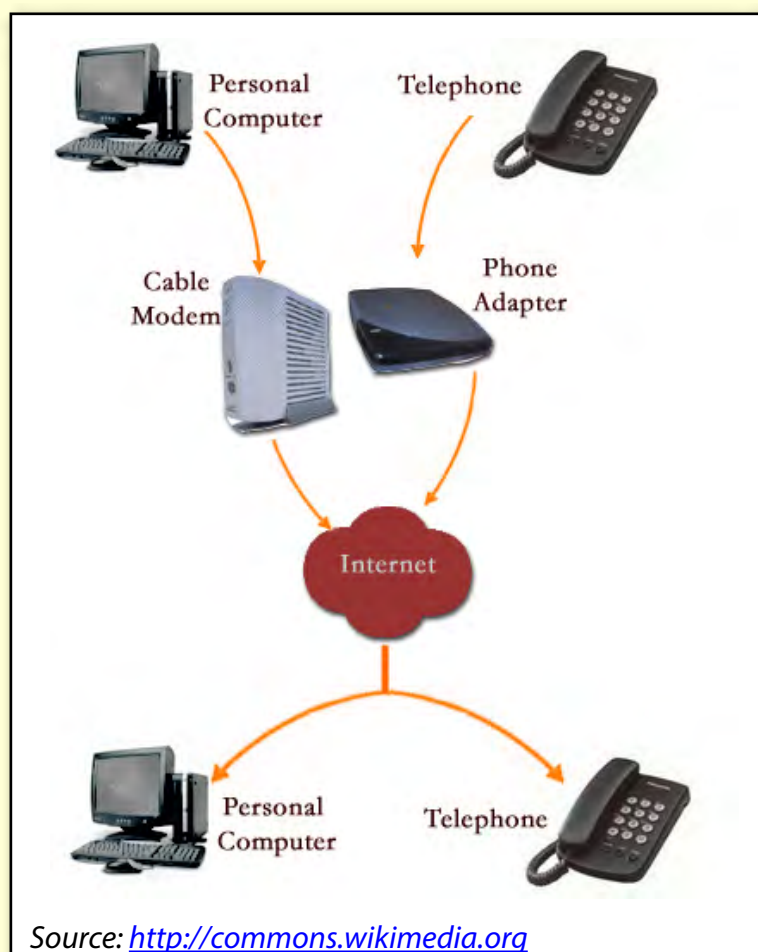 Personal
Computer
Telephone
Cable
Modem
Phone
Adapter
Internet
Personal
Computer
Telephone
Source: http://commons.wikimedia.org